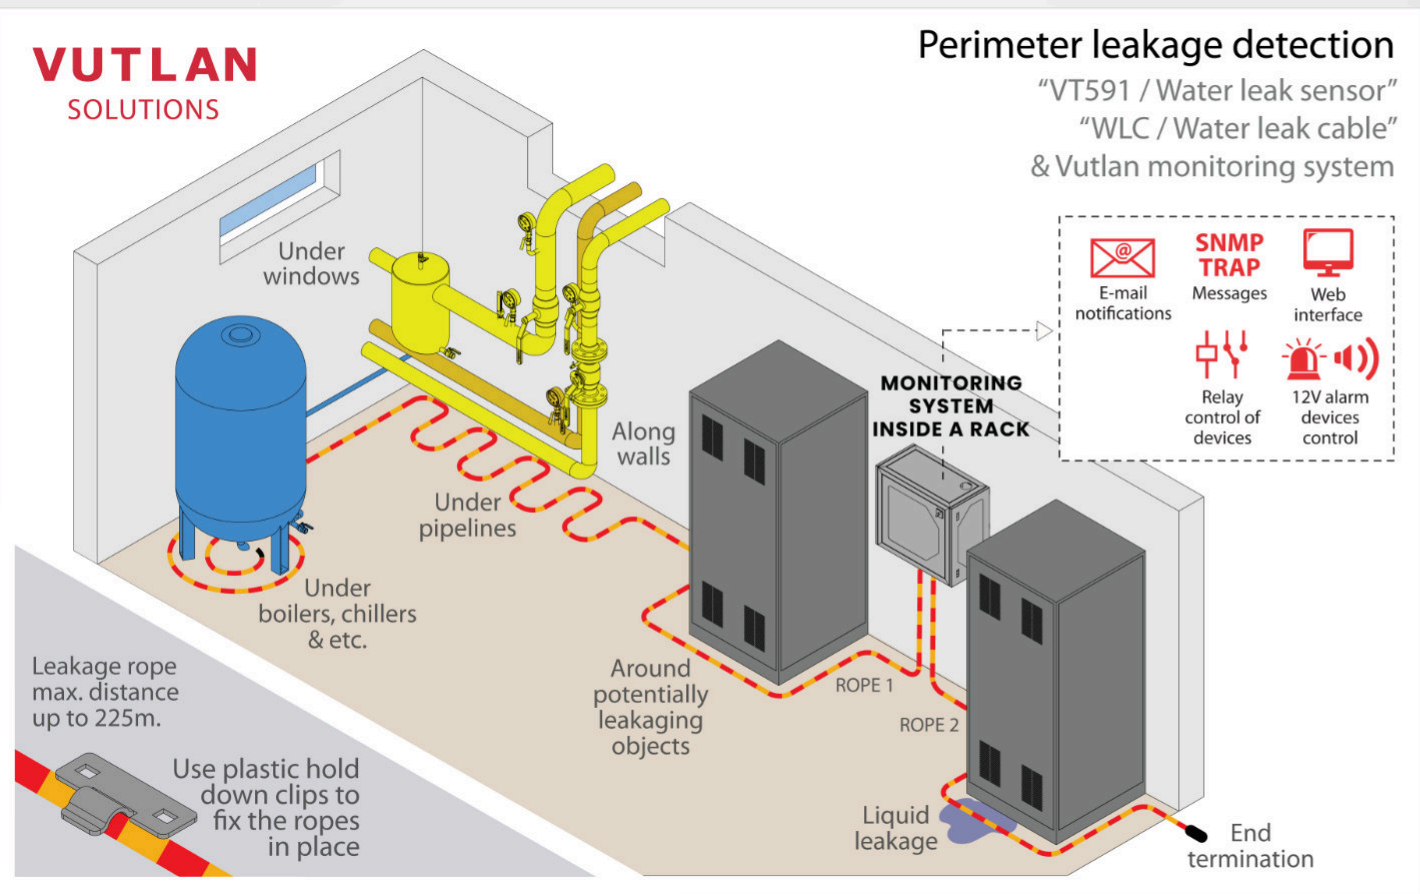 VUTLAN
SOLUTIONS
Perimeter leakage detection
“VT591 / Water leak sensor”
“WLC / Water leak cable”
& Vutlan monitoring system
E-mail
notifications
SNMP
TRAP
Messages
Web
interface
Relay
control of
devices
12V alarm
devices
control
MONITORING
SYSTEM
INSIDE A RACK
Under
windows
Along
walls
Under
pipelines
Under
boilers, chillers
& etc.
Around
potentially
leakaging
objects
ROPE 1
ROPE 2
Liquid
leakage
End
termination
Leakage rope
max. distance
up to 225m.
Use plastic hold
down clips to
fix the ropes
in place